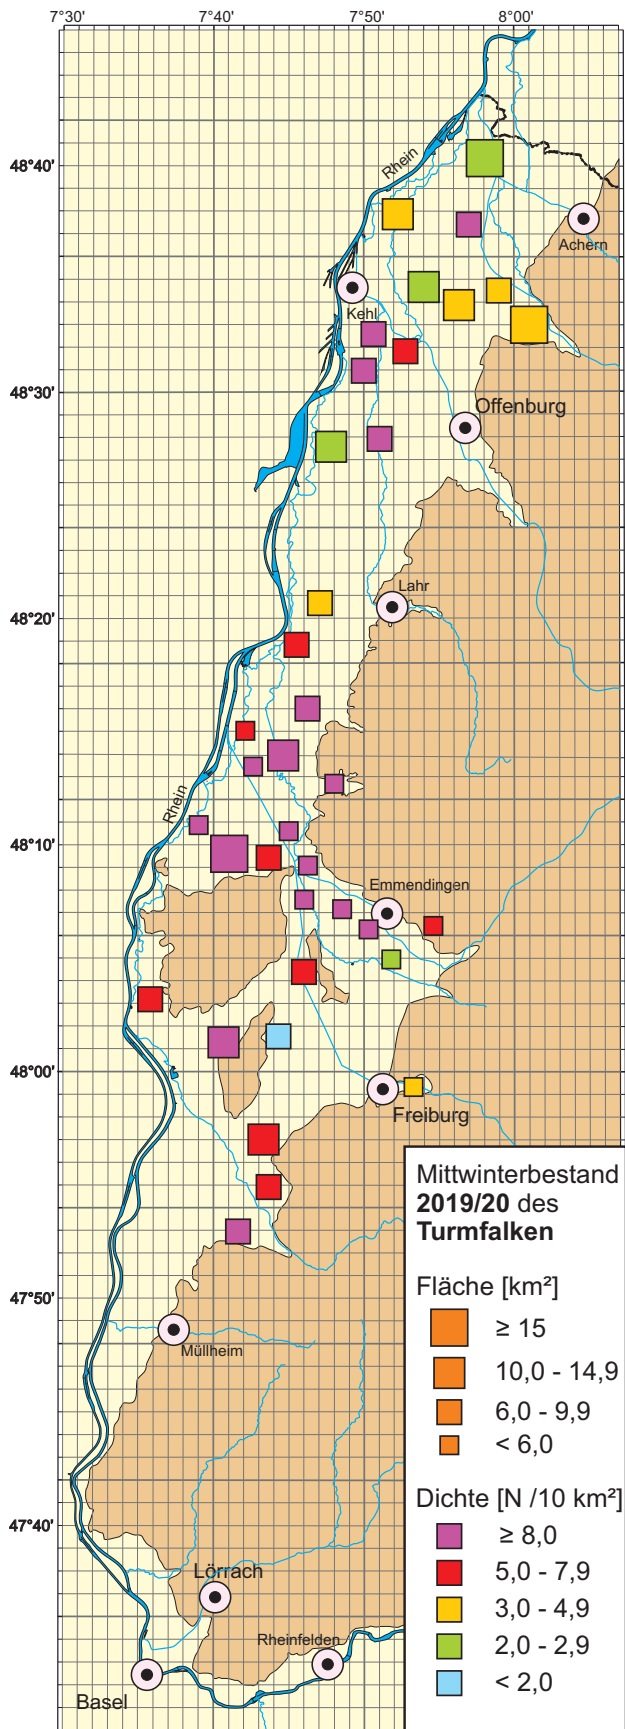 7°30' 7°40' 7°50' 8°00'
Rhein
48°40'
Achern
Kehl
48°30'
Offenburg
Lahr
48°20'
Rhein
48°10'
Emmendingen
48°00'
Freiburg
Mittwinterbestand
2019/20 des
Turmfalken
Fläche [km²]
≥ 15
10,0 - 14,9
6,0 - 9,9
< 6,0
47°50'
Müllheim
Dichte [N /10 km²]
≥ 8,0
5,0 - 7,9
3,0 - 4,9
2,0 - 2,9
< 2,0
47°40'
Lörrach
Rheinfelden
Basel